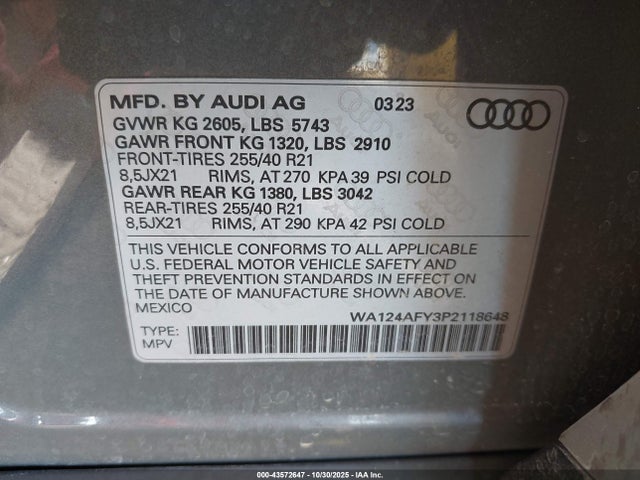 MFD. BY AUDI AG 03 23
GVWR KG 2605, LBS 5743
GAWR FRONT KG 1320, LBS 2910
FRONT-TIRES 255/40 R21
8,5JX21 RIMS, AT 270 KPA 39 PSI COLD
GAWR REAR KG 1380, LBS 3042
REAR-TIRES 255/40 R21
8,5JX21 RIMS, AT 290 KPA 42 PSI COLD
THIS VEHICLE CONFORMS TO ALL APPLICABLE
U.S. FEDERAL MOTOR VEHICLE SAFETY AND
THEFT PREVENTION STANDARDS IN EFFECT ON
THE DATE OF MANUFACTURE SHOWN ABOVE.
MEXICO
WA124AFY3P2118648
TYPE:
MPV
000-43572647 - 10/30/2025 - IAA Inc.